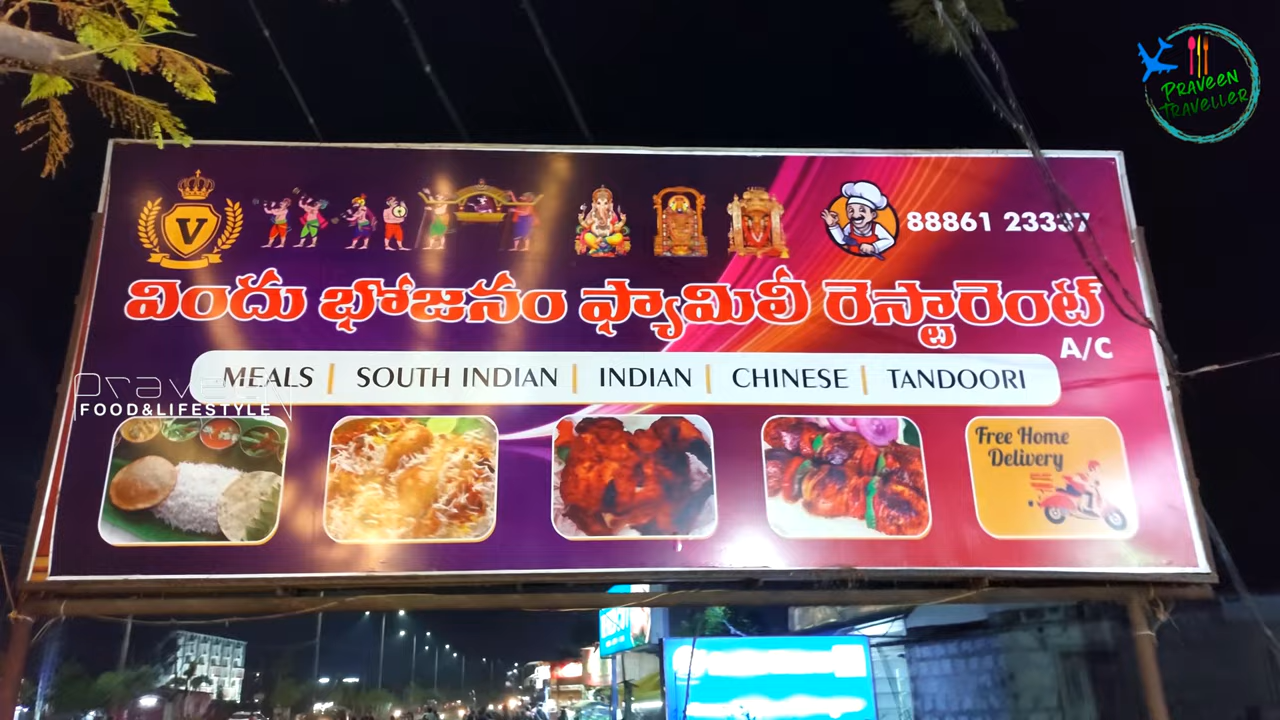 PRAVEEN
TRAVELLER
V
88861 23337
విందు భోజనం ఫ్యామిలీ రెస్టారెంట్
A/C
MEALS | SOUTH INDIAN | INDIAN | CHINESE | TANDOORI
Praveen
FOOD&LIFESTYLE
Free Home
Delivery